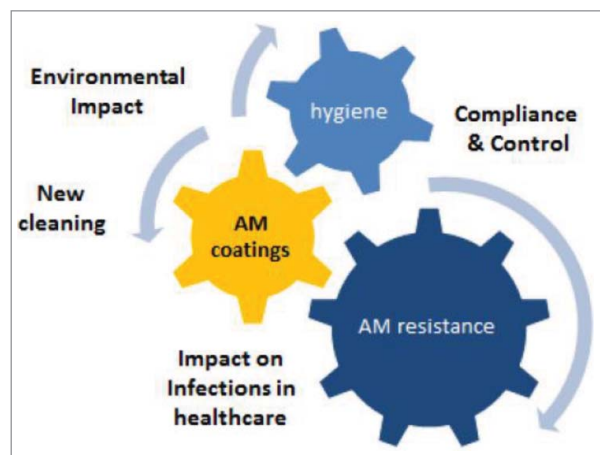 Environmental
Impact
hygiene
Compliance
& Control
New
cleaning
AM
coatings
AM resistance
Impact on
Infections in
healthcare